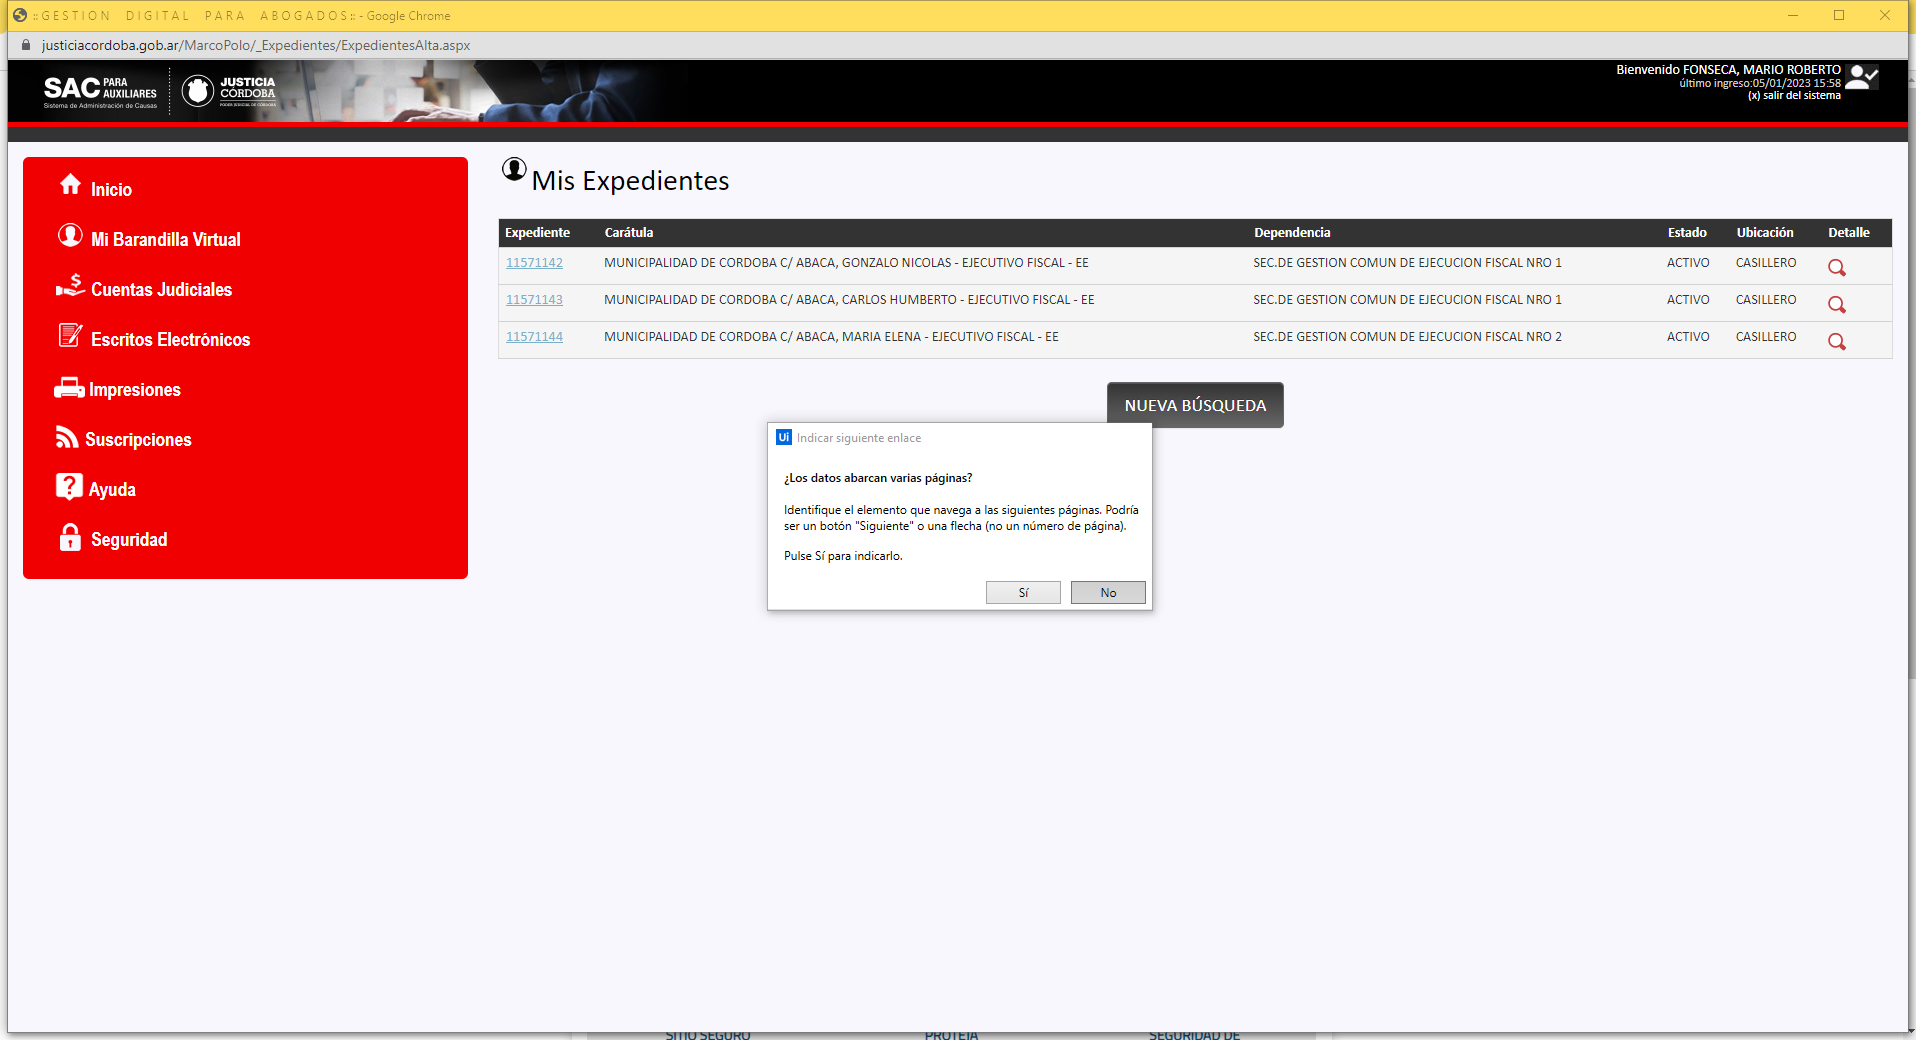 ::GESTION DIGITAL PARA ABOGADOS:: - Google Chrome
justiciacordoba.gob.ar/MarcoPolo/_Expedientes/ExpedientesAlta.aspx
SAC PARA AUXILIARES
Sistema de Administración de Causas
JUSTICIA CÓRDOBA
PODER JUDICIAL DE CÓRDOBA
Bienvenido FONSECA, MARIO ROBERTO
último ingreso:05/01/2023 15:58
(x) salir del sistema
Inicio
Mi Barandilla Virtual
Cuentas Judiciales
Escritos Electrónicos
Impresiones
Suscripciones
Ayuda
Seguridad
Mis Expedientes
Expediente Carátula Dependencia Estado Ubicación Detalle
11571142 MUNICIPALIDAD DE CORDOBA C/ ABACA, GONZALO NICOLAS - EJECUTIVO FISCAL - EE SEC.DE GESTION COMUN DE EJECUCION FISCAL NRO 1 ACTIVO CASILLERO
11571143 MUNICIPALIDAD DE CORDOBA C/ ABACA, CARLOS HUMBERTO - EJECUTIVO FISCAL - EE SEC.DE GESTION COMUN DE EJECUCION FISCAL NRO 1 ACTIVO CASILLERO
11571144 MUNICIPALIDAD DE CORDOBA C/ ABACA, MARIA ELENA - EJECUTIVO FISCAL - EE SEC.DE GESTION COMUN DE EJECUCION FISCAL NRO 2 ACTIVO CASILLERO
NUEVA BÚSQUEDA
Ui Indicar siguiente enlace
¿Los datos abarcan varias páginas?
Identifique el elemento que navega a las siguientes páginas. Podría
ser un botón "Siguiente" o una flecha (no un número de página).
Pulse Sí para indicarlo.
Sí No
SITIO SEGURO PROTEJA SEGURIDAD DE